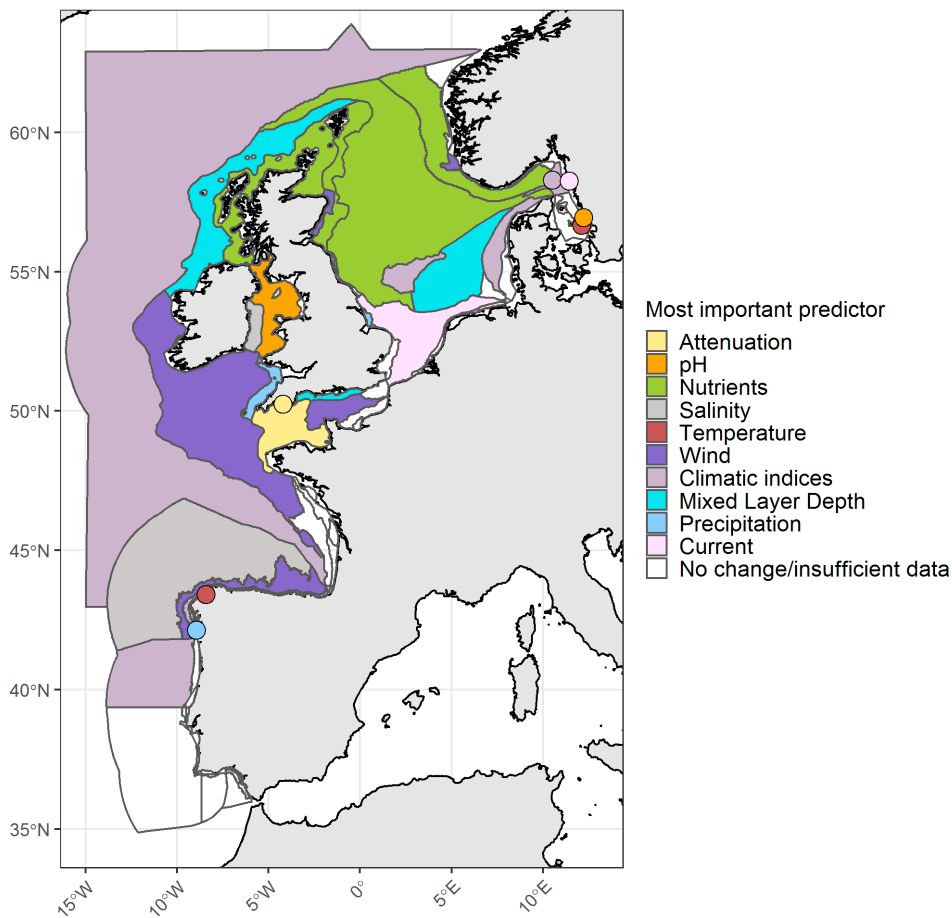 60°N
55°N
50°N
45°N
40°N
35°N
15°W
10°W
5°W
0°
5°E
10°E
Most important predictor
Attenuation
pH
Nutrients
Salinity
Temperature
Wind
Climatic indices
Mixed Layer Depth
Precipitation
Current
No change/insufficient data